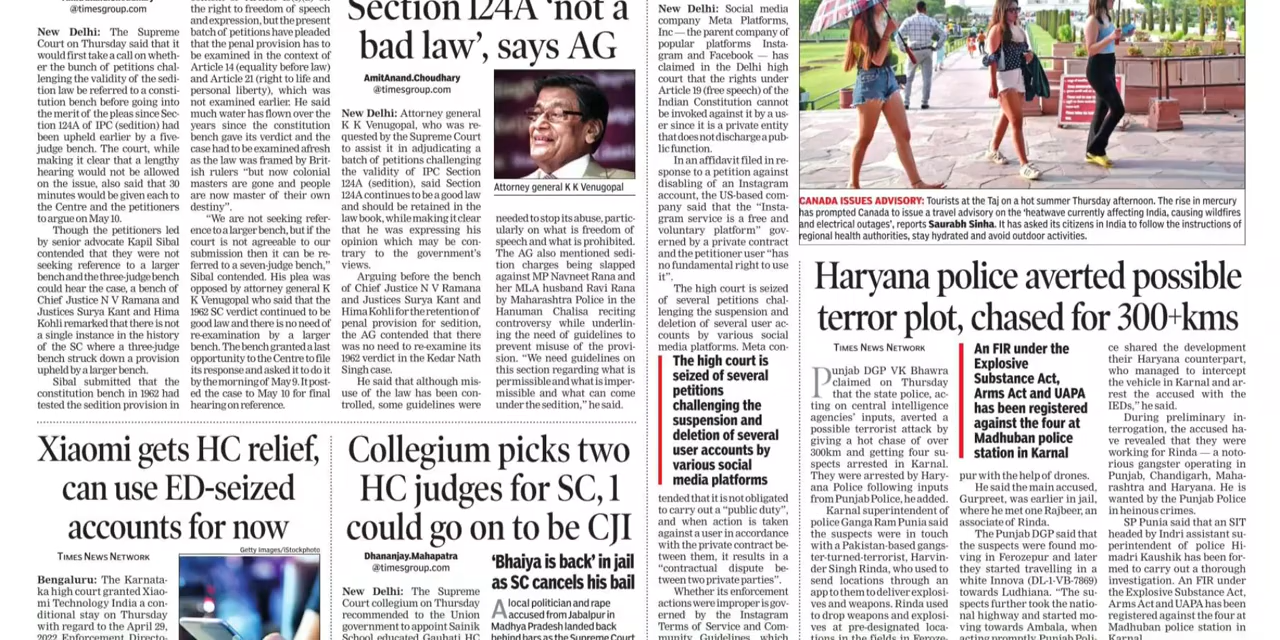 @timesgroup.com
New Delhi: The Supreme
Court on Thursday said that it
would first take a call on wheth-
er the bunch of petitions chal-
lenging the validity of the sedi-
tion law be referred to a consti-
tution bench before going into
the merit of the pleas since Sec-
tion 124A of IPC (sedition) had
been upheld earlier by a five-
judge bench. The court, while
making it clear that a lengthy
hearing would not be allowed
on the issue, also said that 30
minutes would be given each to
the Centre and the petitioners
to argue on May 10.
Though the petitioners led
by senior advocate Kapil Sibal
contended that they were not
seeking reference to a larger
bench and the three-judge bench
could hear the case, a bench of
Chief Justice N V Ramana and
Justices Surya Kant and Hima
Kohli remarked that there is not
a single instance in the history
of the SC where a three-judge
bench struck down a provision
upheld by a larger bench.
Sibal submitted that the
constitution bench in 1962 had
tested the sedition provision in
the right to freedom of speech
and expression, but the present
batch of petitions have pleaded
that the penal provision has to
be examined in the context of
Article 14 (equality before law)
and Article 21 (right to life and
personal liberty), which was
not examined earlier. He said
much water has flown over the
years since the constitution
bench gave its verdict and the
case had to be examined afresh
as the law was framed by Brit-
ish rulers "but now colonial
masters are gone and people
are now master of their own
destiny".
"We are not seeking refer-
ence to a larger bench, but if the
court is not agreeable to our
submission then it can be re-
ferred to a seven-judge bench,"
Sibal contended. His plea was
opposed by attorney general K
K Venugopal who said that the
1962 SC verdict continued to be
good law and there is no need of
re-examination by a larger
bench. The bench granted a last
opportunity to the Centre to file
its response and asked it to do it
by the morning of May 9. It post-
ed the case to May 10 for final
hearing on reference.
Section 124A 'not a
bad law', says AG
AmitAnand.Choudhary
@timesgroup.com
New Delhi: Attorney general
K K Venugopal, who was re-
quested by the Supreme Court
to assist it in adjudicating a
batch of petitions challenging
the validity of IPC Section
124A (sedition), said Section
124A continues to be a good law
and should be retained in the
law book, while making it clear
that he was expressing his
opinion which may be con-
trary to the government's
views.
Arguing before the bench
of Chief Justice N V Ramana
and Justices Surya Kant and
Hima Kohli for the retention of
penal provision for sedition,
the AG contended that there
was no need to re-examine its
1962 verdict in the Kedar Nath
Singh case.
He said that although mis-
use of the law has been con-
trolled, some guidelines were
Attorney general K K Venugopal
needed to stop its abuse, partic-
ularly on what is freedom of
speech and what is prohibited.
The AG also mentioned sedi-
tion charges being slapped
against MP Navneet Rana and
her MLA husband Ravi Rana
by Maharashtra Police in the
Hanuman Chalisa reciting
controversy while underlin-
ing the need of guidelines to
prevent misuse of the provi-
sion. "We need guidelines on
this section regarding what is
permissible and what is imper-
missible and what can come
under the sedition," he said.
New Delhi: Social media
company Meta Platforms,
Inc — the parent company of
popular platforms Insta-
gram and Facebook — has
claimed in the Delhi high
court that the rights under
Article 19 (free speech) of the
Indian Constitution cannot
be invoked against it by a us-
er since it is a private entity
that does not discharge a pub-
lic function.
In an affidavit filed in re-
sponse to a petition against
disabling of an Instagram
account, the US-based com-
pany said that the "Insta-
gram service is a free and
voluntary platform" gov-
erned by a private contract
and the petitioner user "has
no fundamental right to use
it".
The high court is seized
of several petitions chal-
lenging the suspension and
deletion of several user ac-
counts by various social
media platforms. Meta con-
The high court is
seized of several
petitions
challenging the
suspension and
deletion of several
user accounts by
various social
media platforms
tended that it is not obligated
to carry out a "public duty",
and when action is taken
against a user in accordance
with the private contract be-
tween them, it results in a
"contractual dispute be-
tween two private parties".
Whether its enforcement
actions were improper is gov-
erned by the Instagram
Terms of Service and Com-
munity Guidelines, which
CANADA ISSUES ADVISORY: Tourists at the Taj on a hot summer Thursday afternoon. The rise in mercury
has prompted Canada to issue a travel advisory on the 'heatwave currently affecting India, causing wildfires
and electrical outages', reports Saurabh Sinha. It has asked its citizens in India to follow the instructions of
regional health authorities, stay hydrated and avoid outdoor activities.
Haryana police averted possible
terror plot, chased for 300+kms
TIMES NEWS NETWORK
Punjab DGP VK Bhawra
claimed on Thursday
that the state police, ac-
ting on central intelligence
agencies' inputs, averted a
possible terrorist attack by
giving a hot chase of over
300km and getting four su-
spects arrested in Karnal.
They were arrested by Hary-
ana Police following inputs
from Punjab Police, he added.
Karnal superintendent of
police Ganga Ram Punia said
the suspects were in touch
with a Pakistan-based gangs-
ter-turned-terrorist, Harvin-
der Singh Rinda, who used to
send locations through an
app to them to deliver explosi-
ves and weapons. Rinda used
to drop weapons and explosi-
ves at pre-designated loca-
tions in the fields in Feroze-
An FIR under the
Explosive
Substance Act,
Arms Act and UAPA
has been registered
against the four at
Madhuban police
station in Karnal
pur with the help of drones.
He said the main accused,
Gurpreet, was earlier in jail,
where he met one Rajbeer, an
associate of Rinda.
The Punjab DGP said that
the suspects were found mo-
ving in Ferozepur and later
they started travelling in a
white Innova (DL-1-VB-7869)
towards Ludhiana. "The su-
spects further took the natio-
nal highway and started mo-
ving towards Ambala, when
acting promptly Punjab Poli-
ce shared the development
their Haryana counterpart,
who managed to intercept
the vehicle in Karnal and ar-
rest the accused with the
IEDs," he said.
During preliminary in-
terrogation, the accused ha-
ve revealed that they were
working for Rinda — a noto-
rious gangster operating in
Punjab, Chandigarh, Maha-
rashtra and Haryana. He is
wanted by the Punjab Police
in heinous crimes.
SP Punia said that an SIT
headed by Indri assistant su-
perintendent of police Hi-
manadri Kaushik has been for-
med to carry out a thorough
investigation. An FIR under
the Explosive Substance Act,
Arms Act and UAPA has been
registered against the four at
Madhuban police station in
Karnal.
Xiaomi gets HC relief,
can use ED-seized
accounts for now
TIMES NEWS NETWORK
Getty Images/iStockphoto
Bengaluru: The Karnata-
ka high court granted Xiao-
mi Technology India a con-
ditional stay on Thursday
with regard to the April 29,
2022 Enforcement Directo-
Collegium picks two
HC judges for SC, 1
could go on to be CJI
Dhananjay.Mahapatra
@timesgroup.com
New Delhi: The Supreme
Court collegium on Thursday
recommended to the Union
government to appoint Sainik
School educated Gauhati HC
'Bhaiya is back' in jail
as SC cancels his bail
A local politician and rape
accused from Jabalpur in
Madhya Pradesh landed back
behind bars as the Supreme Court